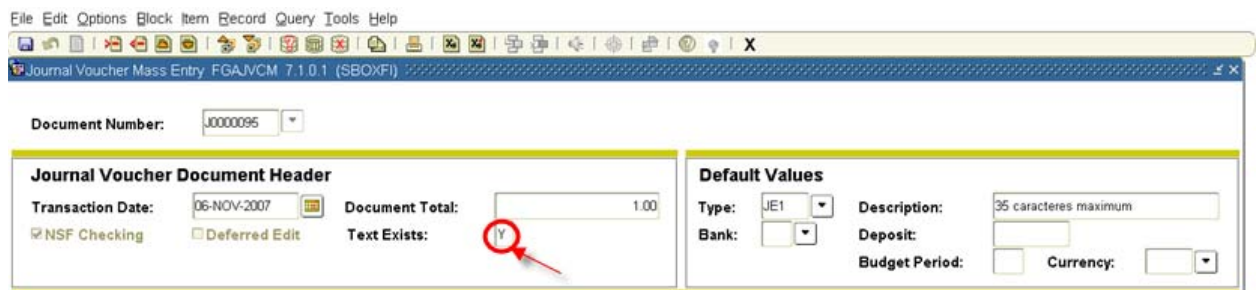 File Edit Options Block Item Record Query Tools Help
X
Journal Voucher Mass Entry FGAJVCM 7.1.0.1 (SBOXFI)
Document Number: J0000095
Journal Voucher Document Header
Transaction Date: 06-NOV-2007 Document Total: 1.00
NSF Checking Deferred Edit Text Exists: Y
Default Values
Type: JE1 Description: 35 caracteres maximum
Bank: Deposit:
Budget Period: Currency: